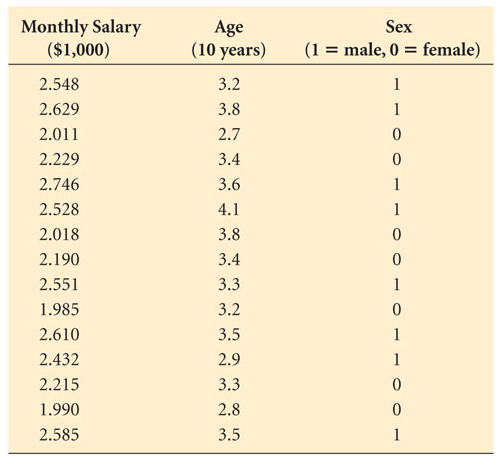 Monthly Salary Age Sex
($1,000) (10 years) (1 = male, 0 = female)
2.548 3.2 1
2.629 3.8 1
2.011 2.7 0
2.229 3.4 0
2.746 3.6 1
2.528 4.1 1
2.018 3.8 0
2.190 3.4 0
2.551 3.3 1
1.985 3.2 0
2.610 3.5 1
2.432 2.9 1
2.215 3.3 0
1.990 2.8 0
2.585 3.5 1